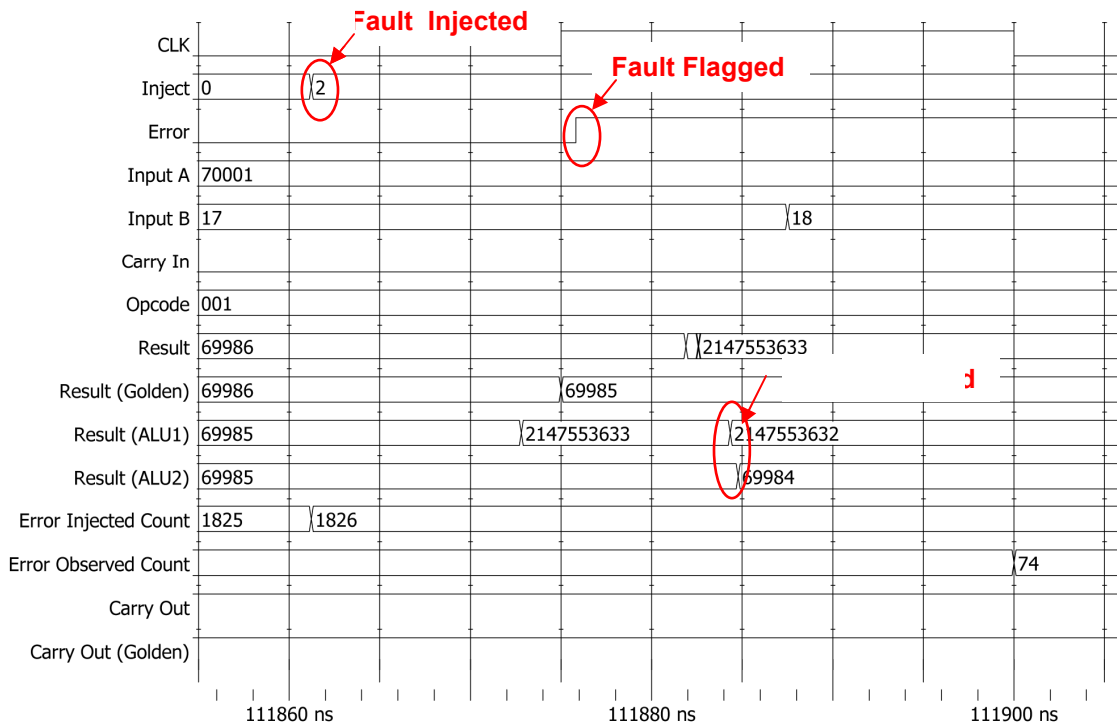 Fault Injected
CLK
Fault Flagged
Inject 0 2
Error
Input A 70001
Input B 17 18
Carry In
Opcode 001
Result 69986 2147553633
Result (Golden) 69986 69985
d
Result (ALU1) 69985 2147553633 2147553632
Result (ALU2) 69985 69984
Error Injected Count 1825 1826
Error Observed Count 74
Carry Out
Carry Out (Golden)
111860 ns 111880 ns 111900 ns